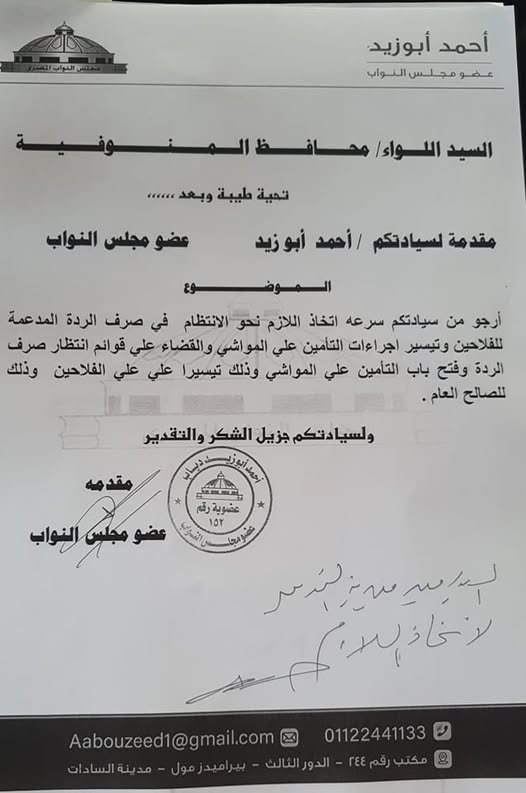 أحمد أبوزيد
عضو مجلس النواب
مجلس النواب المصري
السيد اللواء/ محافظ المنوفية
تحية طيبة وبعد ،،،،،،
مقدمة لسيادتكم / أحمد أبوزيد عضو مجلس النواب
الموضوع
أرجو من سيادتكم سرعه اتخاذ اللازم نحو الانتظام في صرف الردة المدعمة
للفلاحين وتيسير اجراءات التأمين علي المواشي والقضاء علي قوائم انتظار صرف
الردة وفتح باب التأمين علي المواشي وذلك تيسيرا علي علي الفلاحين وذلك
للصالح العام .
ولسيادتكم جزيل الشكر والتقدير
مقدمه
عضو مجلس النواب
أحمد أبوزيد دياب
عضوية رقم
١٥٢
عضو مجلس النواب
السيد مدير مديرية
لاتخاذ اللازم
01122441133
Aabouzeed1@gmail.com
مكتب رقم ٢٤٤ - الدور الثالث - بيراميدز مول - مدينة السادات